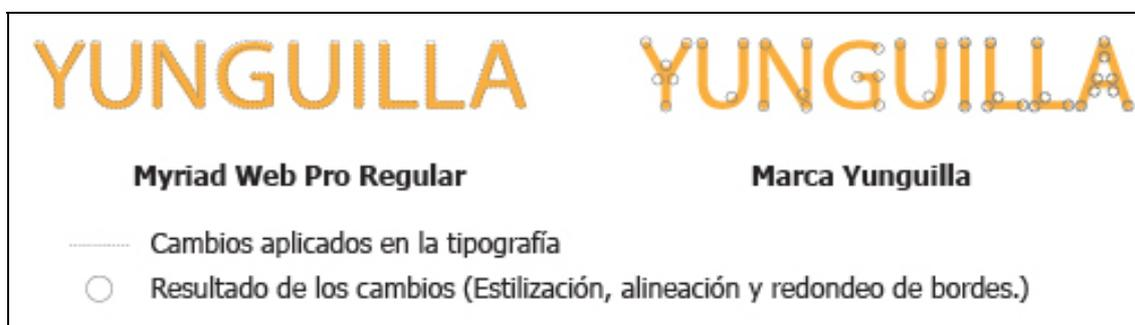 YUNGUILLA YUNGUILLA
Myriad Web Pro Regular Marca Yunguilla
Cambios aplicados en la tipografía
Resultado de los cambios (Estilización, alineación y redondeo de bordes.)